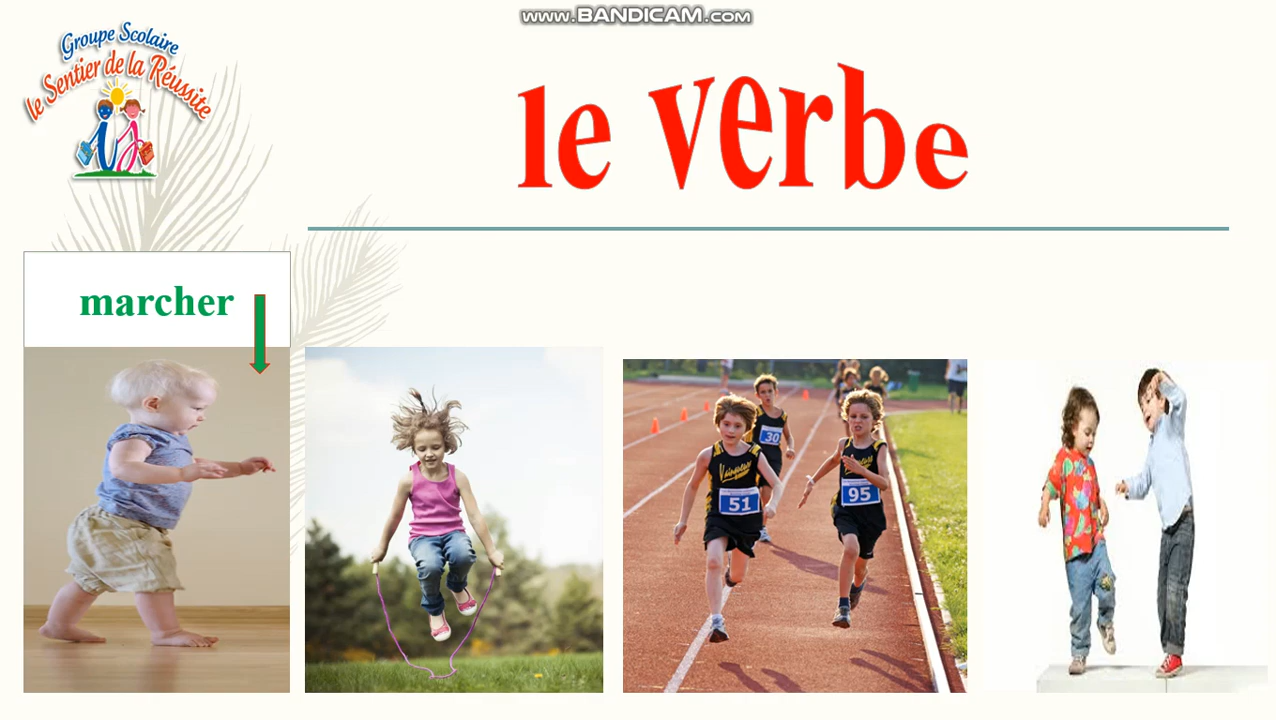 www.BANDICAM.com
Groupe Scolaire
le Sentier de la Réussite
le verbe
marcher
30
51
95